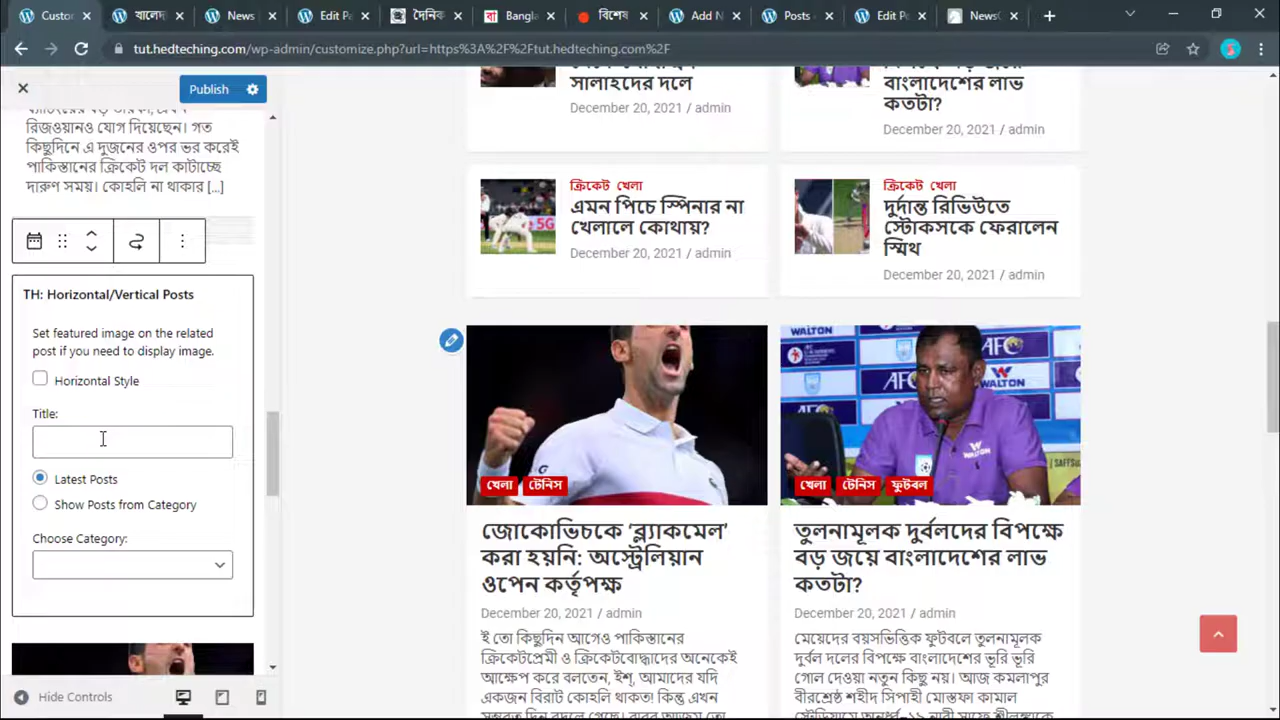 Custo
খালেদ
News
Edit P
দৈনিক
Bangla
বিশেষ
Add N
Posts
Edit P
NewsC
tut.hedteching.com/wp-admin/customize.php?url=https%3A%2F%2Ftut.hedteching.com%2F
Publish
রিজওয়ানও যোগ দিয়েছেন। গত
কিছুদিনে এ দুজনের ওপর ভর করেই
পাকিস্তানের ক্রিকেট দল কাটাচ্ছে
দারুণ সময়। কোহলি না থাকার [...]
TH: Horizontal/Vertical Posts
Set featured image on the related
post if you need to display image.
Horizontal Style
Title:
Latest Posts
Show Posts from Category
Choose Category:
Hide Controls
সালাহদের দলে
December 20, 2021 / admin
বাংলাদেশের লাভ
কতটা?
December 20, 2021 / admin
ক্রিকেট খেলা
এমন পিচে স্পিনার না
খেলালে কোথায়?
December 20, 2021 / admin
5G
ক্রিকেট খেলা
দুর্দান্ত রিভিউতে
স্টোকসকে ফেরালেন
স্মিথ
December 20, 2021 / admin
খেলা টেনিস
জোকোভিচকে ‘ব্ল্যাকমেল’
করা হয়নি: অস্ট্রেলিয়ান
ওপেন কর্তৃপক্ষ
December 20, 2021 / admin
ই তো কিছুদিন আগেও পাকিস্তানের
ক্রিকেটপ্রেমী ও ক্রিকেটবোদ্ধাদের অনেকেই
আক্ষেপ করে বলতেন, ইশ্, আমাদের যদি
একজন বিরাট কোহলি থাকত! কিন্তু এখন
WALTON
AFC
WALTON
AFC
WALTON
খেলা টেনিস ফুটবল
তুলনামূলক দুর্বলদের বিপক্ষে
বড় জয়ে বাংলাদেশের লাভ
কতটা?
December 20, 2021 / admin
মেয়েদের বয়সভিত্তিক ফুটবলে তুলনামূলক
দুর্বল দলের বিপক্ষে বাংলাদেশের ভূরি ভূরি
গোল দেওয়া নতুন কিছু নয়। আজ কমলাপুর
বীরশ্রেষ্ঠ শহীদ সিপাহী মোস্তফা কামাল